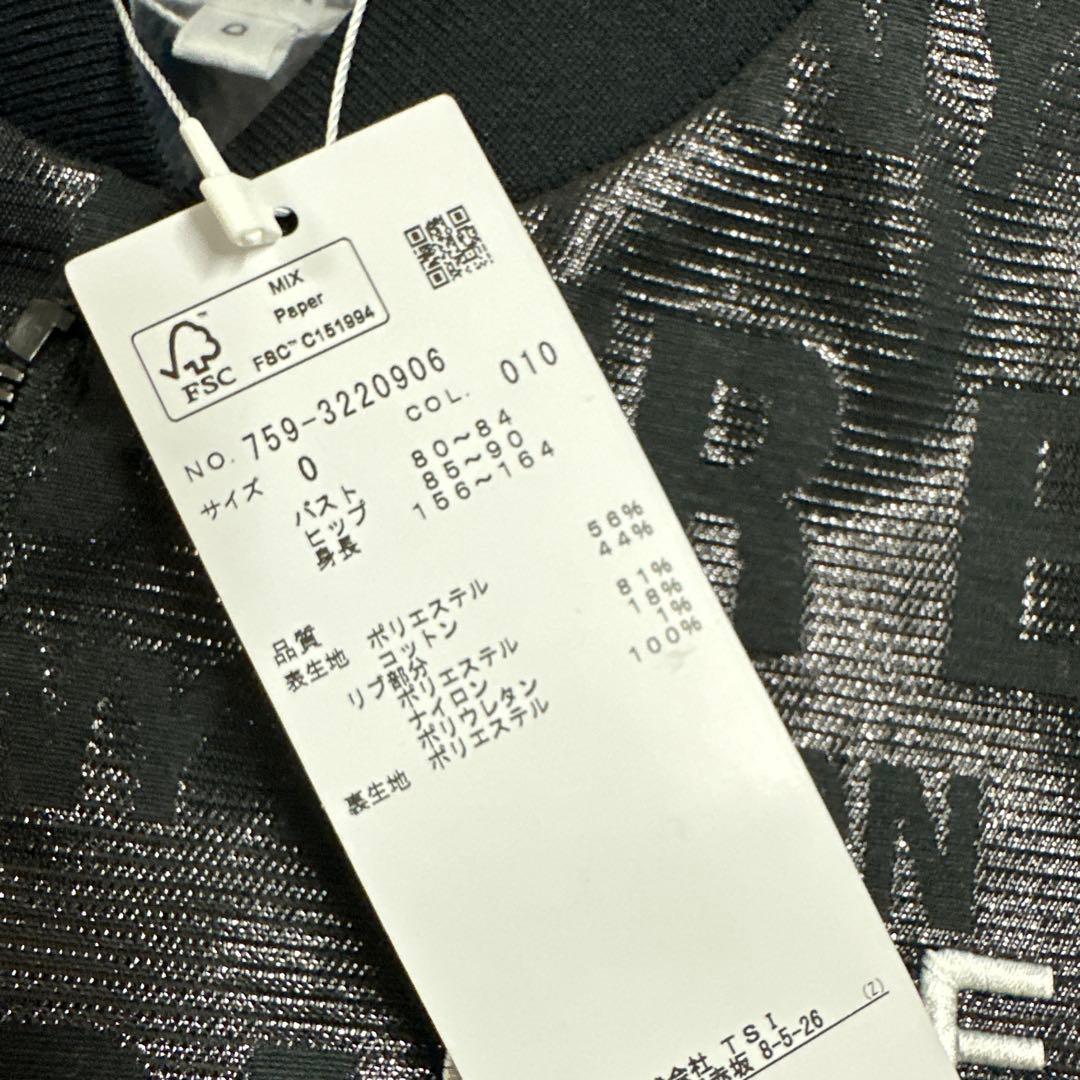 0
MIX
Paper
FSC™ C151994
FSC
NO. 759-3220906
COL. 010
サイズ 0
バスト 80~84
ヒップ 85~90
身長 156~164
品質
表生地 ポリエステル 56%
コットン 44%
リブ部分
ポリエステル 81%
ナイロン 18%
ポリウレタン 1%
裏生地 ポリエステル 100%
(Z)
TSI
赤坂 8-5-26
R
E
N
E